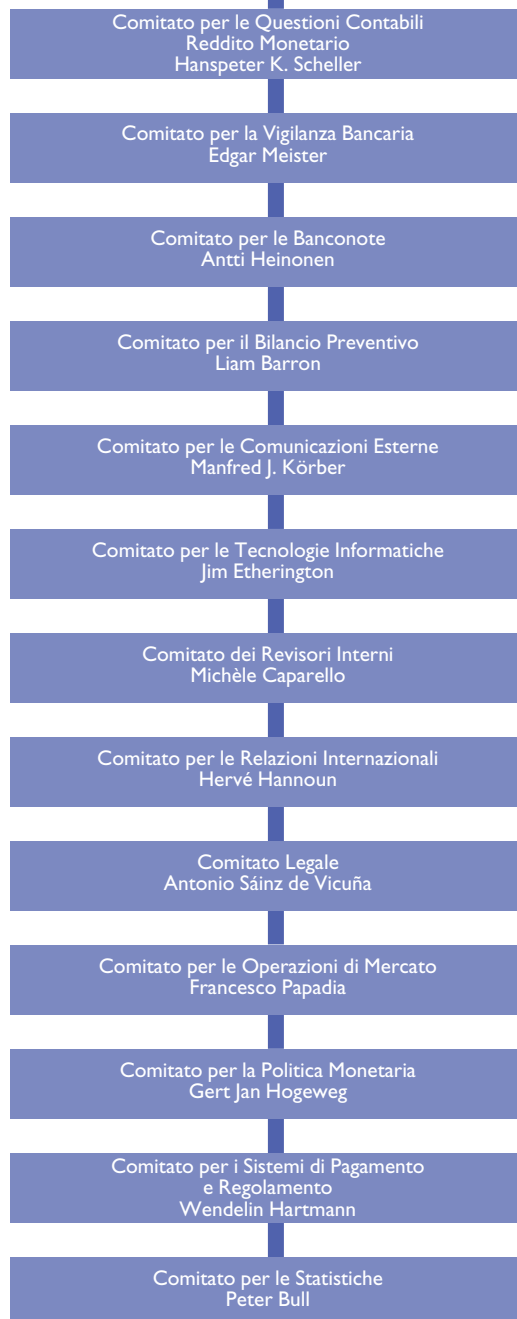 Comitato per le Questioni Contabili
Reddito Monetario
Hanspeter K. Scheller
Comitato per la Vigilanza Bancaria
Edgar Meister
Comitato per le Banconote
Antti Heinonen
Comitato per il Bilancio Preventivo
Liam Barron
Comitato per le Comunicazioni Esterne
Manfred J. Körber
Comitato per le Tecnologie Informatiche
Jim Etherington
Comitato dei Revisori Interni
Michèle Caparello
Comitato per le Relazioni Internazionali
Hervé Hannoun
Comitato Legale
Antonio Sáinz de Vicuña
Comitato per le Operazioni di Mercato
Francesco Papadia
Comitato per la Politica Monetaria
Gert Jan Hogeweg
Comitato per i Sistemi di Pagamento
e Regolamento
Wendelin Hartmann
Comitato per le Statistiche
Peter Bull